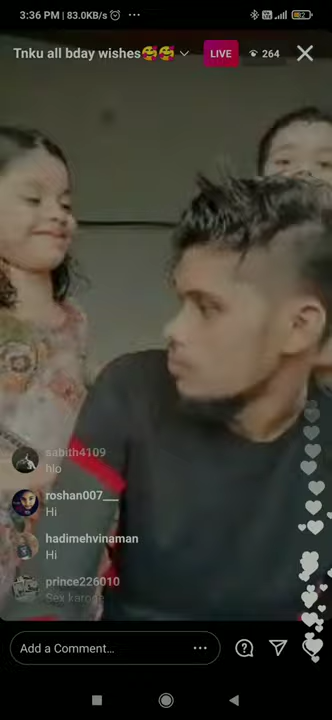 3:36 PM | 83.0KB/s
Tnku all bday wishes🥰🥰 LIVE 264
sabith4109
hlo
roshan007___
Hi
hadimehvinaman
Hi
prince226010
Sex karoge
Add a Comment...